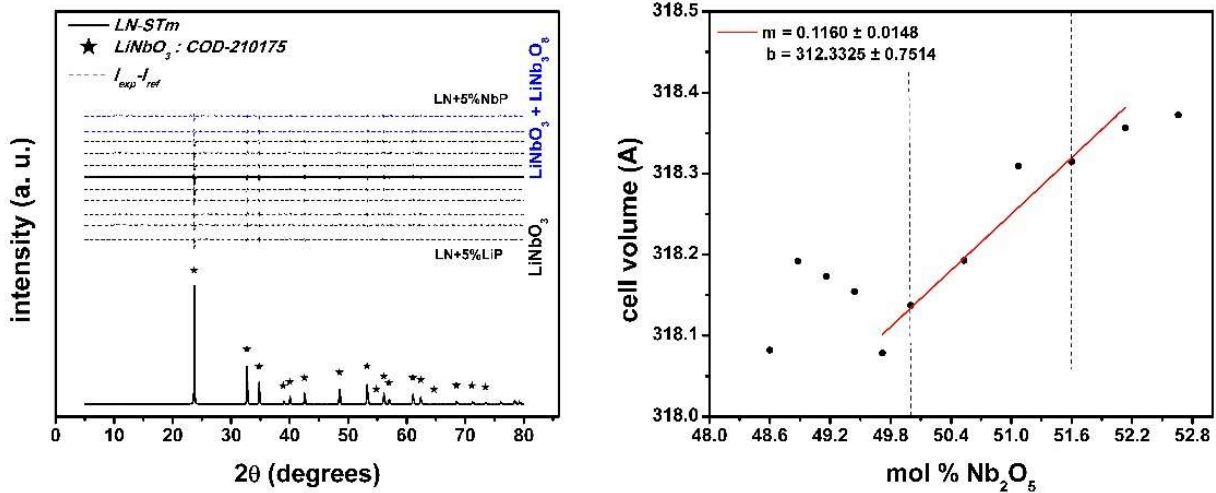 LN-STm
LiNbO3 : COD-210175
Iexp-Iref
LN+5%NbP
LiNbO3 + LiNb3O8
LiNbO3
LN+5%LiP
intensity (a. u.)
0 10 20 30 40 50 60 70 80
2θ (degrees)
m = 0.1160 ± 0.0148
b = 312.3325 ± 0.7514
318.5
318.4
318.3
318.2
318.1
318.0
cell volume (A)
48.0 48.6 49.2 49.8 50.4 51.0 51.6 52.2 52.8
mol % Nb2O5